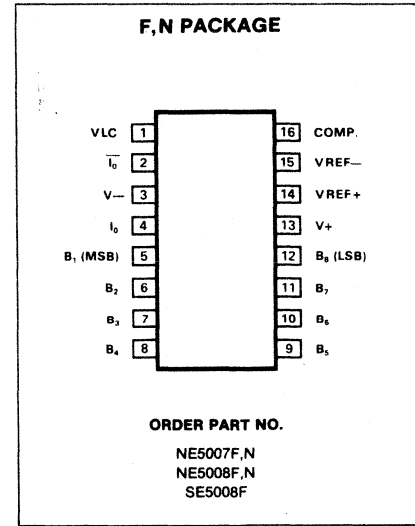 F,N PACKAGE
VLC 1 16 COMP.
I̅₀ 2 15 VREF—
V— 3 14 VREF+
I₀ 4 13 V+
B₁ (MSB) 5 12 B₈ (LSB)
B₂ 6 11 B₇
B₃ 7 10 B₆
B₄ 8 9 B₅
ORDER PART NO.
NE5007F,N
NE5008F,N
SE5008F